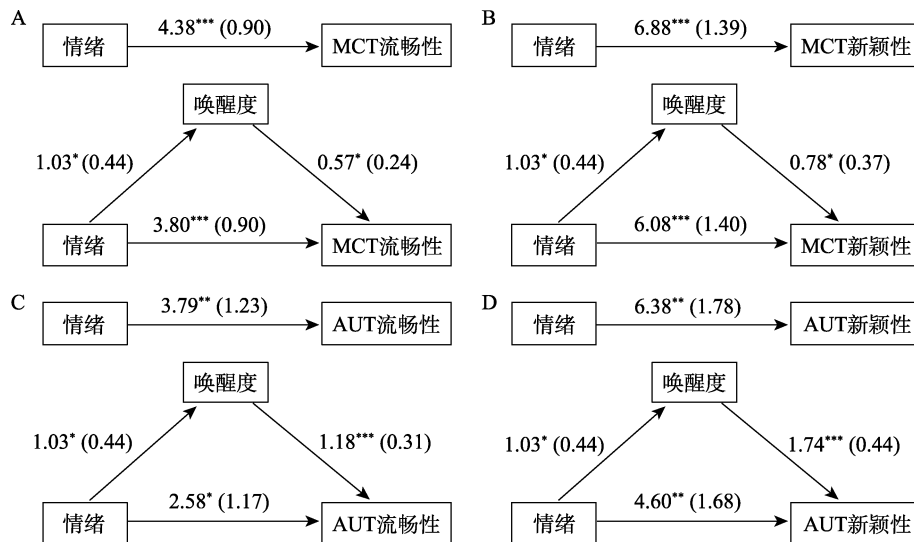 A
4.38*** (0.90)
情绪
MCT流畅性
唤醒度
1.03* (0.44)
0.57* (0.24)
3.80*** (0.90)
情绪
MCT流畅性
B
6.88*** (1.39)
情绪
MCT新颖性
唤醒度
1.03* (0.44)
0.78* (0.37)
6.08*** (1.40)
情绪
MCT新颖性
C
3.79** (1.23)
情绪
AUT流畅性
唤醒度
1.03* (0.44)
1.18*** (0.31)
2.58* (1.17)
情绪
AUT流畅性
D
6.38** (1.78)
情绪
AUT新颖性
唤醒度
1.03* (0.44)
1.74*** (0.44)
4.60** (1.68)
情绪
AUT新颖性